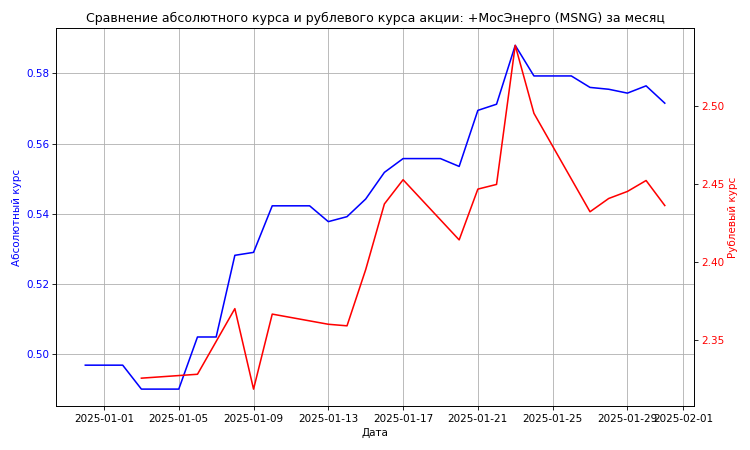 Сравнение абсолютного курса и рублевого курса акции: +МосЭнерго (MSNG) за месяц
0.58
0.56
0.54
0.52
0.50
Абсолютный курс
2.50
2.45
2.40
2.35
Рублевый курс
2025-01-01 2025-01-05 2025-01-09 2025-01-13 2025-01-17 2025-01-21 2025-01-25 2025-01-29 2025-02-01
Дата